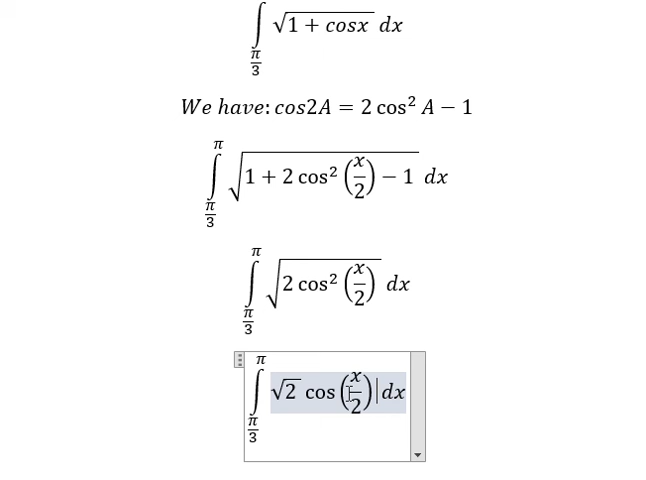 ∫_{π/3} √(1 + cosx) dx
We have: cos2A = 2 cos² A − 1
∫_{π/3}^{π} √(1 + 2 cos² (x/2) − 1) dx
∫_{π/3}^{π} √(2 cos² (x/2)) dx
∫_{π/3}^{π} √2 cos (x/2) dx